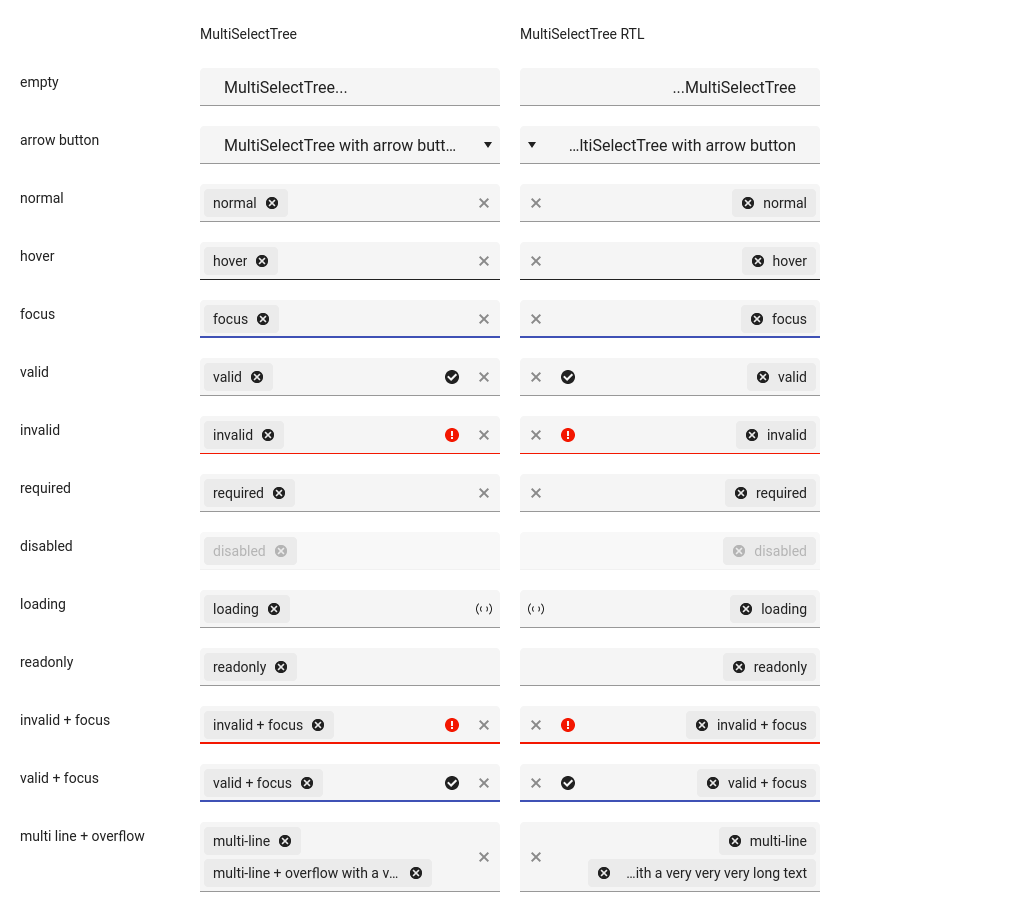 MultiSelectTree MultiSelectTree RTL
empty MultiSelectTree... ...MultiSelectTree
arrow button MultiSelectTree with arrow butt... ...ltiSelectTree with arrow button
normal normal normal
hover hover hover
focus focus focus
valid valid valid
invalid invalid invalid
required required required
disabled disabled disabled
loading loading loading
readonly readonly readonly
invalid + focus invalid + focus invalid + focus
valid + focus valid + focus valid + focus
multi line + overflow multi-line multi-line
multi-line + overflow with a v... ...ith a very very very long text